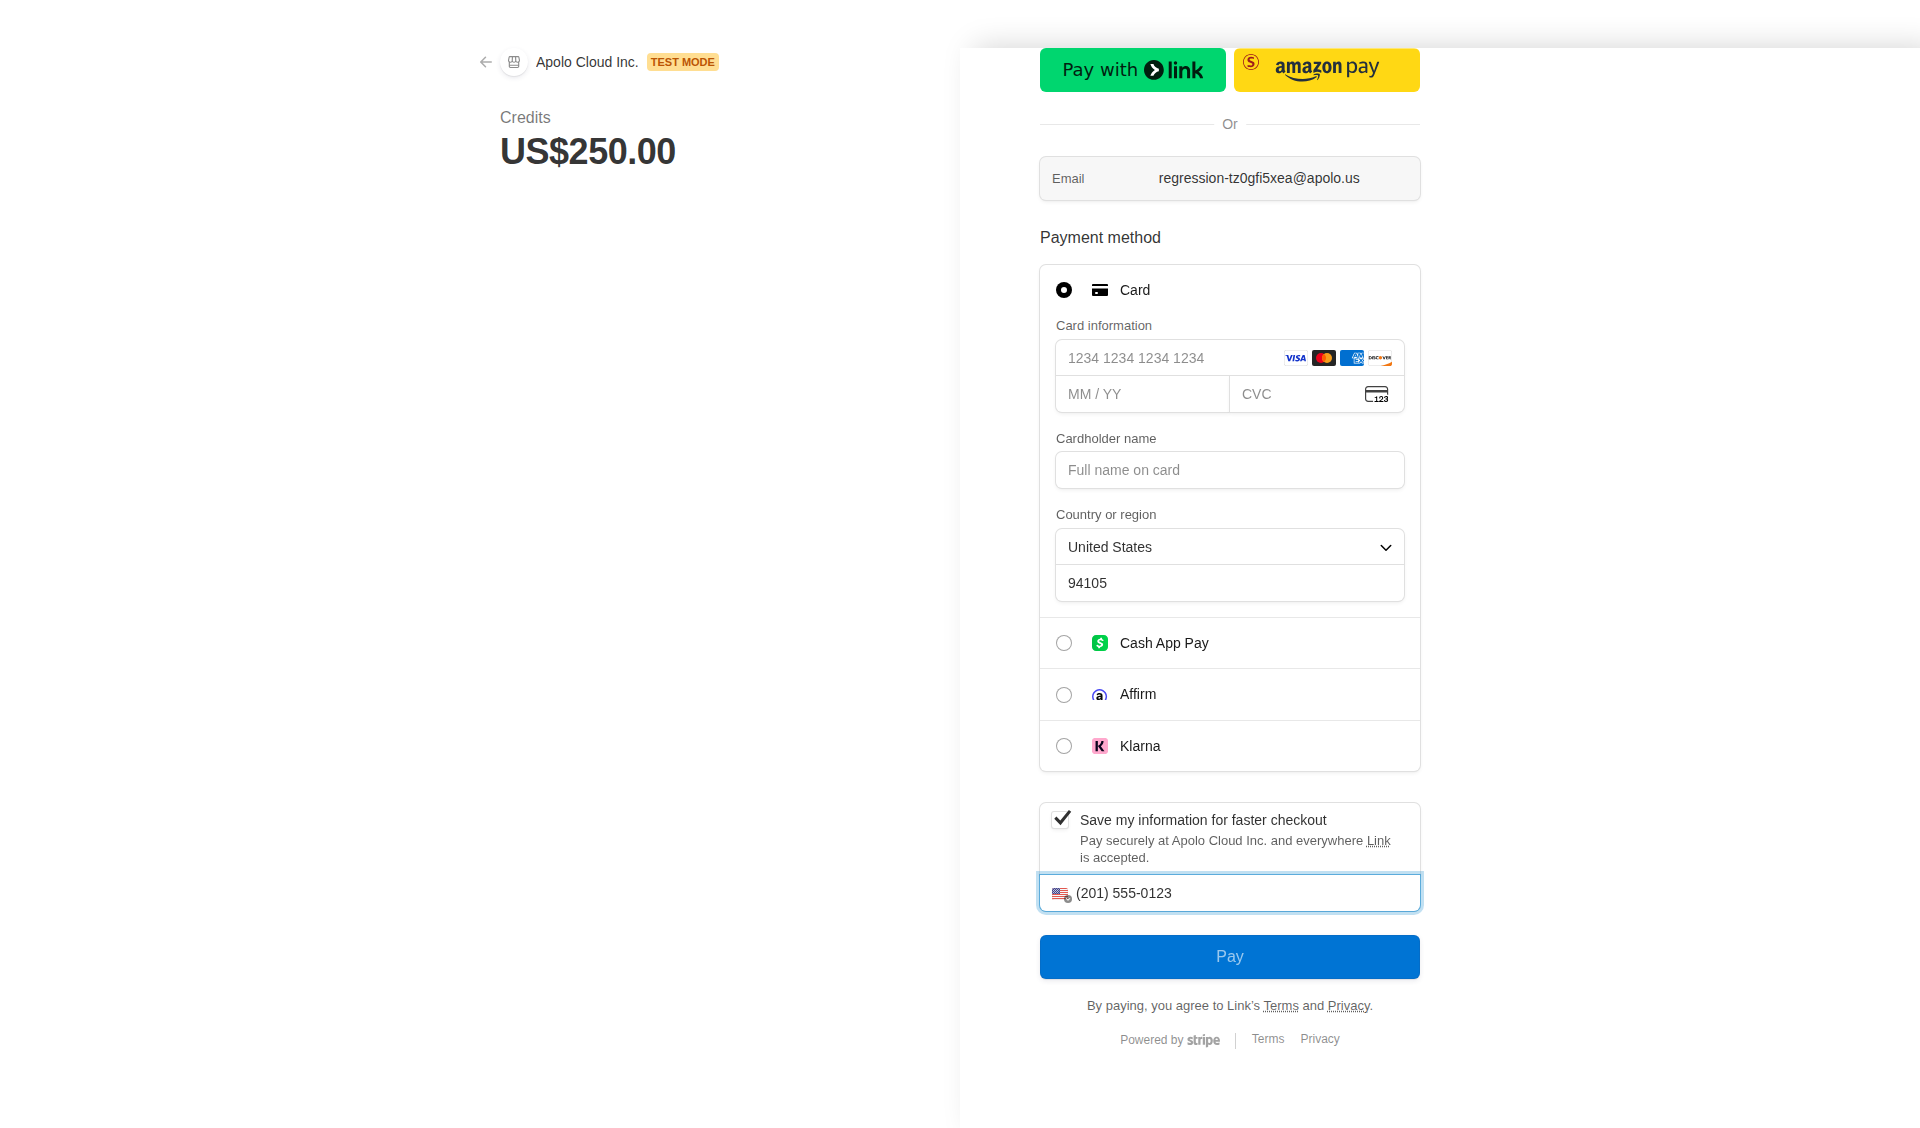 Apolo Cloud Inc. TEST MODE
Credits
US$250.00
Pay with link
S amazon pay
Or
Email regression-tz0gfi5xea@apolo.us
Payment method
Card
Card information
1234 1234 1234 1234 VISA AMEX DISCOVER
MM / YY CVC 123
Cardholder name
Full name on card
Country or region
United States
94105
$ Cash App Pay
a Affirm
K Klarna
Save my information for faster checkout
Pay securely at Apolo Cloud Inc. and everywhere Link
is accepted.
(201) 555-0123
Pay
By paying, you agree to Link’s Terms and Privacy.
Powered by stripe Terms Privacy